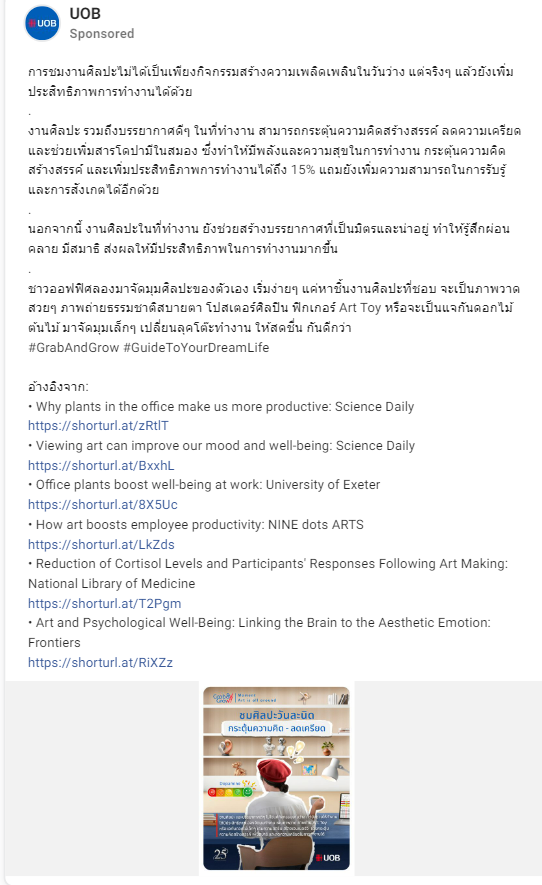 UOB
UOB
Sponsored
การชมงานศิลปะไม่ได้เป็นเพียงกิจกรรมสร้างความเพลิดเพลินในวันว่าง แต่จริงๆ แล้วยังเพิ่ม
ประสิทธิภาพการทำงานได้ด้วย
.
งานศิลปะ รวมถึงบรรยากาศดีๆ ในที่ทำงาน สามารถกระตุ้นความคิดสร้างสรรค์ ลดความเครียด
และช่วยเพิ่มสารโดปามีในสมอง ซึ่งทำให้มีพลังและความสุขในการทำงาน กระตุ้นความคิด
สร้างสรรค์ และเพิ่มประสิทธิภาพการทำงานได้ถึง 15% แถมยังเพิ่มความสามารถในการรับรู้
และการสังเกตได้อีกด้วย
.
นอกจากนี้ งานศิลปะในที่ทำงาน ยังช่วยสร้างบรรยากาศที่เป็นมิตรและน่าอยู่ ทำให้รู้สึกผ่อน
คลาย มีสมาธิ ส่งผลให้มีประสิทธิภาพในการทำงานมากขึ้น
.
ชาวออฟฟิศลองมาจัดมุมศิลปะของตัวเอง เริ่มง่ายๆ แค่หาชิ้นงานศิลปะที่ชอบ จะเป็นภาพวาด
สวยๆ ภาพถ่ายธรรมชาติสบายตา โปสเตอร์ศิลปิน ฟิกเกอร์ Art Toy หรือจะเป็นแจกันดอกไม้
ต้นไม้ มาจัดมุมเล็กๆ เปลี่ยนลุคโต๊ะทำงาน ให้สดชื่น กันดีกว่า
#GrabAndGrow #GuideToYourDreamLife
อ้างอิงจาก:
• Why plants in the office make us more productive: Science Daily
https://shorturl.at/zRtlT
• Viewing art can improve our mood and well-being: Science Daily
https://shorturl.at/BxxhL
• Office plants boost well-being at work: University of Exeter
https://shorturl.at/8X5Uc
• How art boosts employee productivity: NINE dots ARTS
https://shorturl.at/LkZds
• Reduction of Cortisol Levels and Participants' Responses Following Art Making:
National Library of Medicine
https://shorturl.at/T2Pgm
• Art and Psychological Well-Being: Linking the Brain to the Aesthetic Emotion:
Frontiers
https://shorturl.at/RiXZz
ชมศิลปะวันละนิด
กระตุ้นความคิด - ลดเครียด
25
UOB